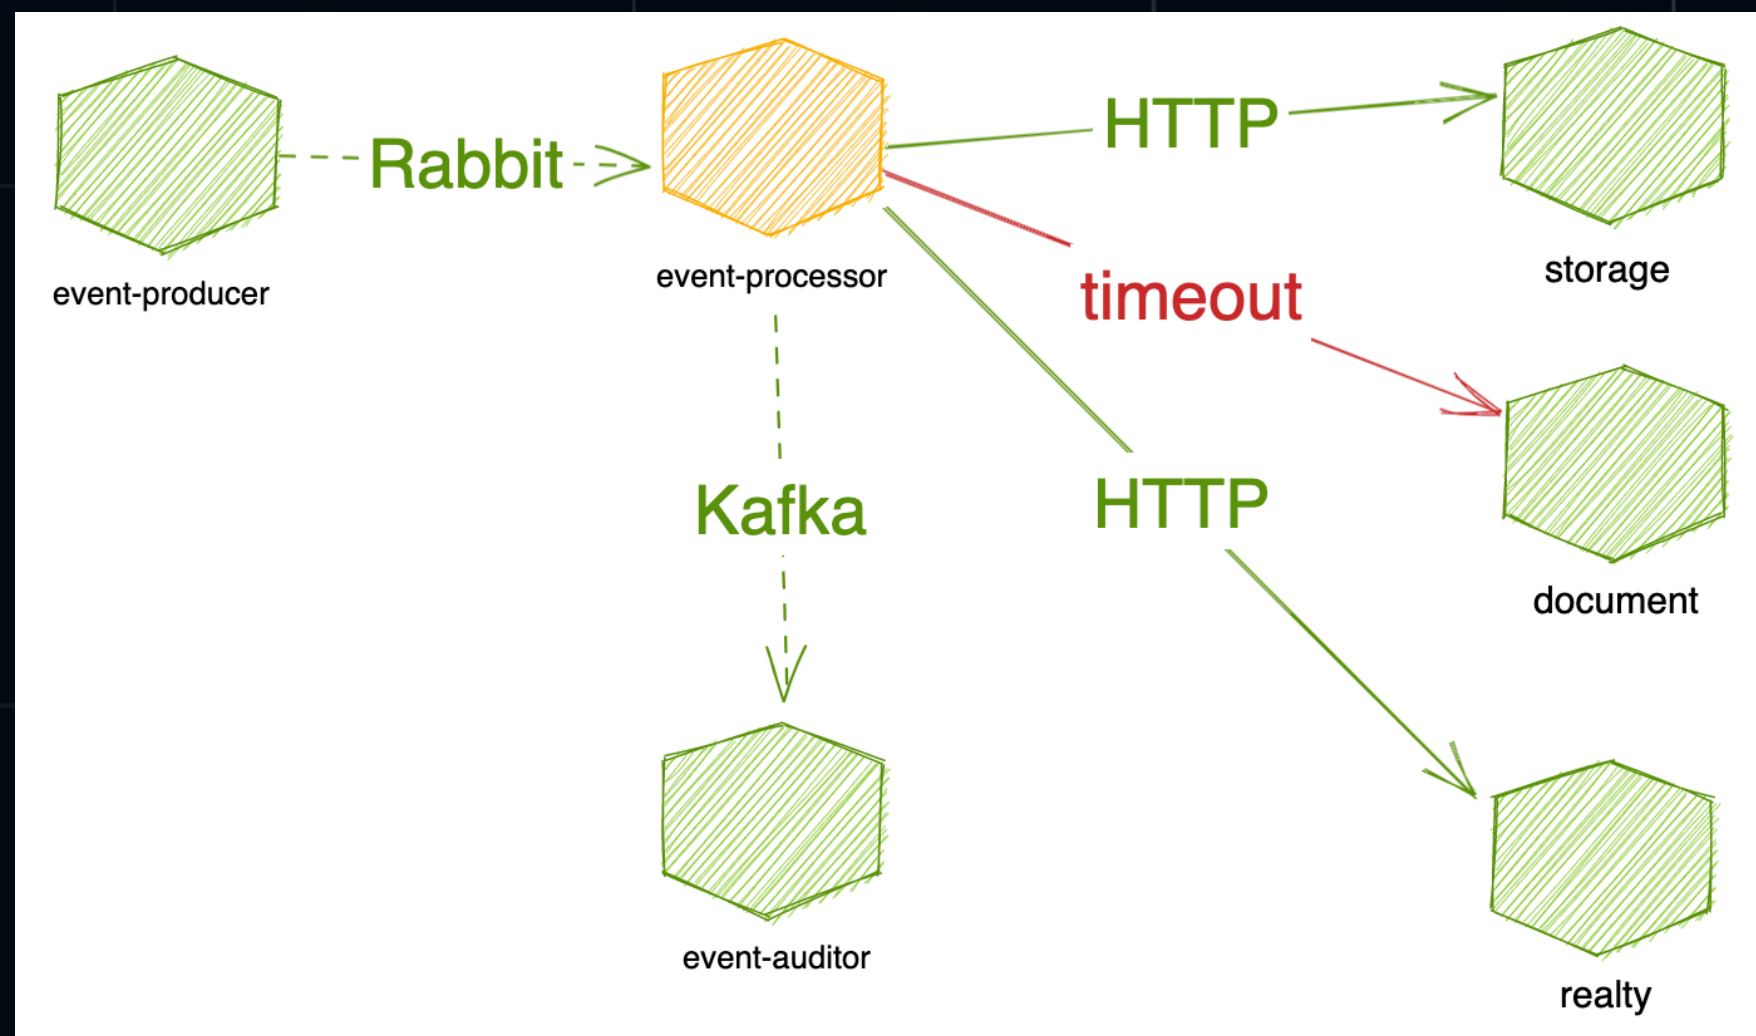 event-producer
Rabbit
event-processor
HTTP
storage
timeout
document
Kafka
HTTP
event-auditor
realty